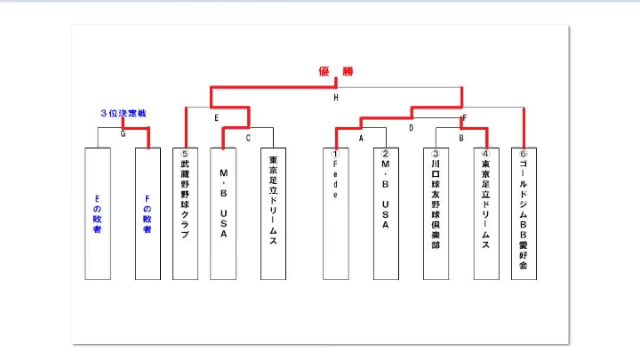 優 勝
H
3位決定戦
E
F
G
C
A
D
B
Eの敗者
Fの敗者
⑤武蔵野野球クラブ
M・B USA
東京足立ドリームス
①Fede
②M・B USA
③川口球友野球倶楽部
④東京足立ドリームス
⑥ゴールドジムBB愛好会